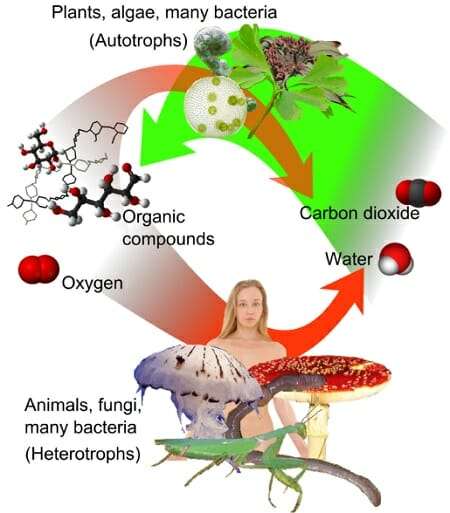 Plants, algae, many bacteria
(Autotrophs)
Carbon dioxide
Organic
compounds
Water
Oxygen
Animals, fungi,
many bacteria
(Heterotrophs)